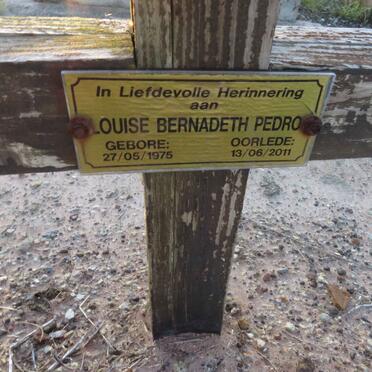 In Liefdevolle Herinnering
aan
LOUISE BERNADETH PEDRO
GEBORE: OORLEDE:
27/05/1975 13/06/2011